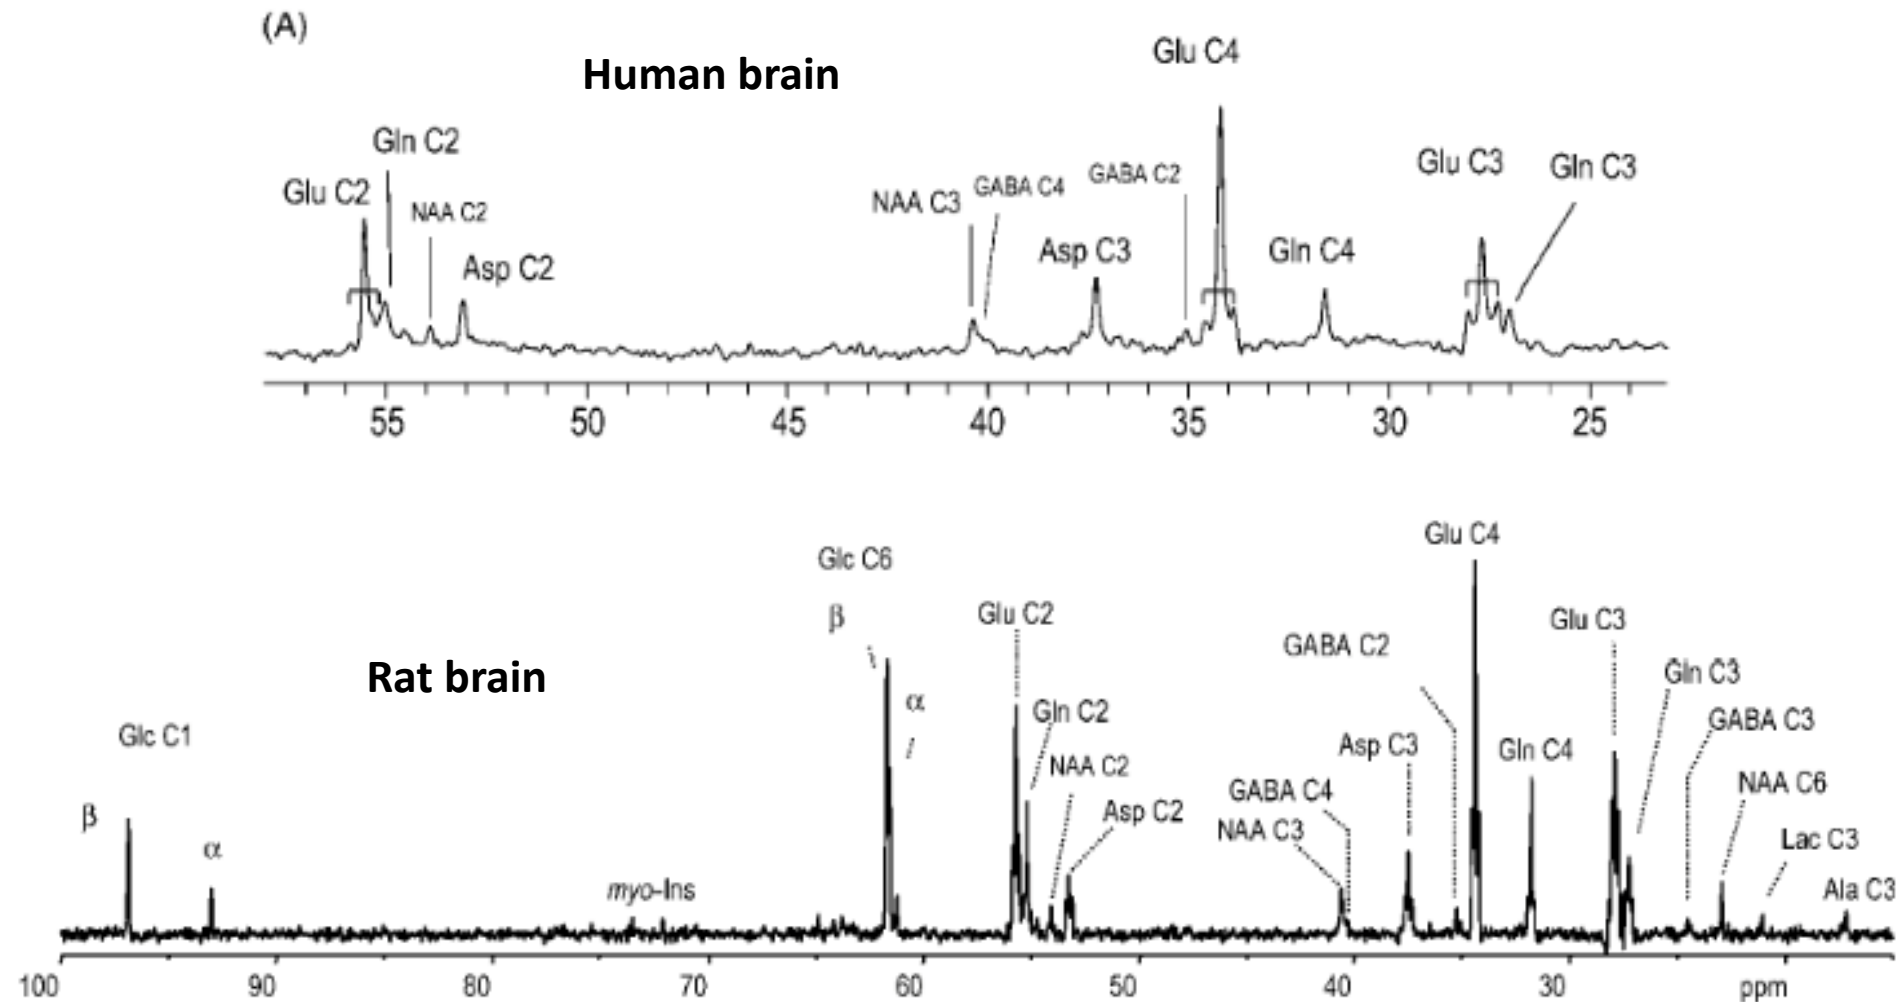 (A)
Human brain
Glu C4
Gln C2
Glu C2
NAA C2
Asp C2
NAA C3
GABA C4
GABA C2
Asp C3
Gln C4
Glu C3
Gln C3
55
50
45
40
35
30
25
Rat brain
Glc C1
β
α
myo-Ins
Glc C6
β
α
Glu C2
Gln C2
NAA C2
Asp C2
GABA C4
NAA C3
Asp C3
GABA C2
Glu C4
Gln C4
Glu C3
Gln C3
GABA C3
NAA C6
Lac C3
Ala C3
100
90
80
70
60
50
40
30
ppm